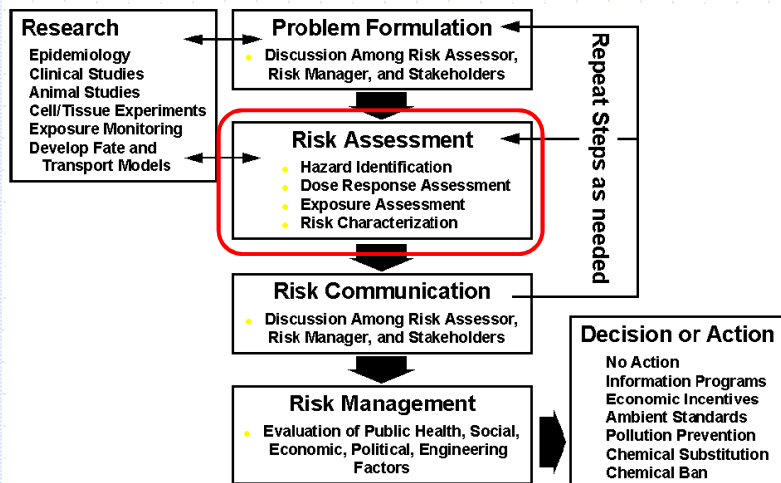 Research
Epidemiology
Clinical Studies
Animal Studies
Cell/Tissue Experiments
Exposure Monitoring
Develop Fate and
Transport Models
Problem Formulation
• Discussion Among Risk Assessor,
Risk Manager, and Stakeholders
Risk Assessment
• Hazard Identification
• Dose Response Assessment
• Exposure Assessment
• Risk Characterization
Repeat Steps as needed
Risk Communication
• Discussion Among Risk Assessor,
Risk Manager, and Stakeholders
Risk Management
• Evaluation of Public Health, Social,
Economic, Political, Engineering
Factors
Decision or Action
No Action
Information Programs
Economic Incentives
Ambient Standards
Pollution Prevention
Chemical Substitution
Chemical Ban